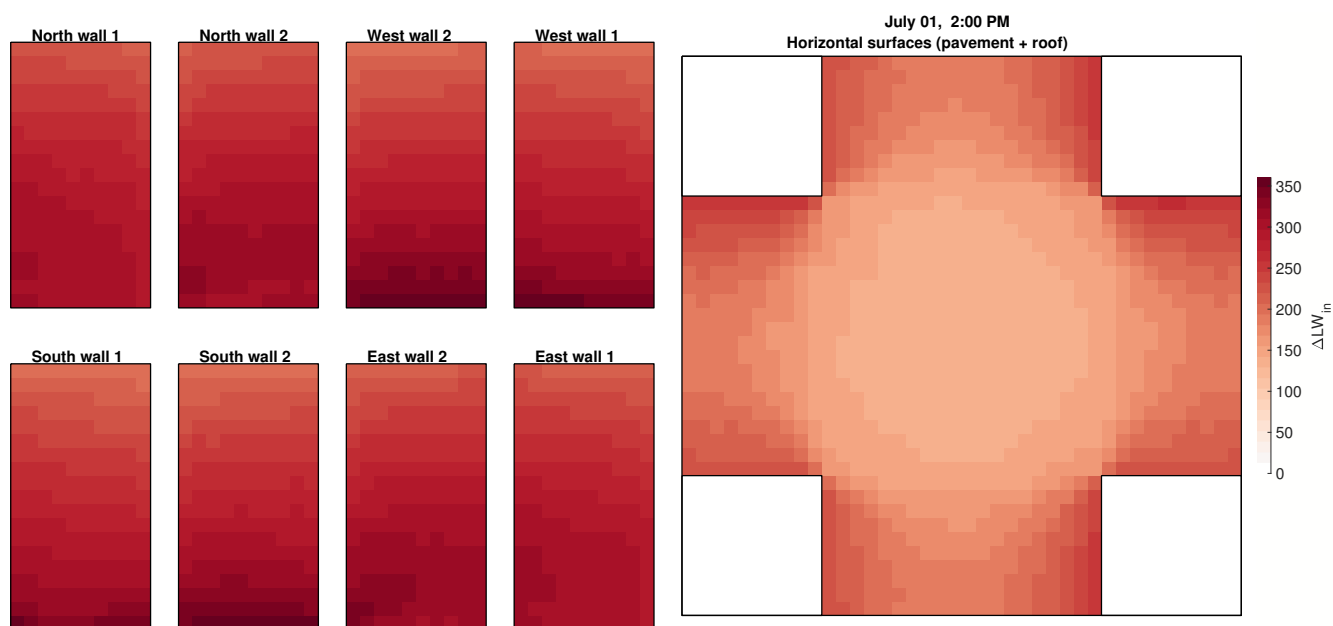 North wall 1
North wall 2
West wall 2
West wall 1
South wall 1
South wall 2
East wall 2
East wall 1
July 01,  2:00 PM
Horizontal surfaces (pavement + roof)
350
300
250
200
150
100
50
0
ΔLWin